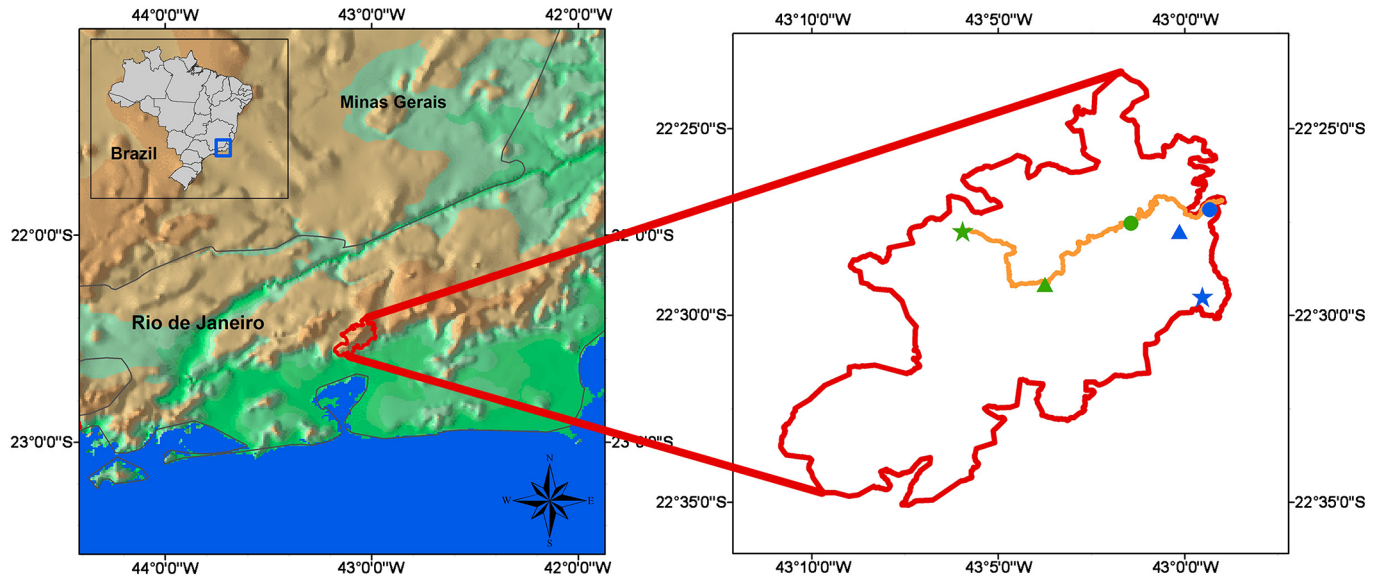 44°0'0"W 43°0'0"W 42°0'0"W
Minas Gerais
Brazil
22°0'0"S
22°0'0"S
Rio de Janeiro
23°0'0"S
23°0'0"S
N
W E
S
44°0'0"W 43°0'0"W 42°0'0"W
43°10'0"W 43°5'0"W 43°0'0"W
22°25'0"S 22°25'0"S
22°30'0"S 22°30'0"S
22°35'0"S 22°35'0"S
43°10'0"W 43°5'0"W 43°0'0"W